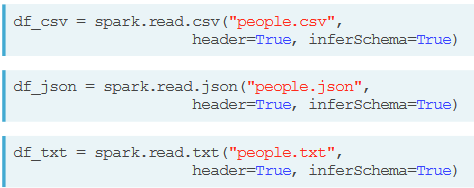 df_csv = spark.read.csv("people.csv",
header=True, inferSchema=True)
df_json = spark.read.json("people.json",
header=True, inferSchema=True)
df_txt = spark.read.txt("people.txt",
header=True, inferSchema=True)